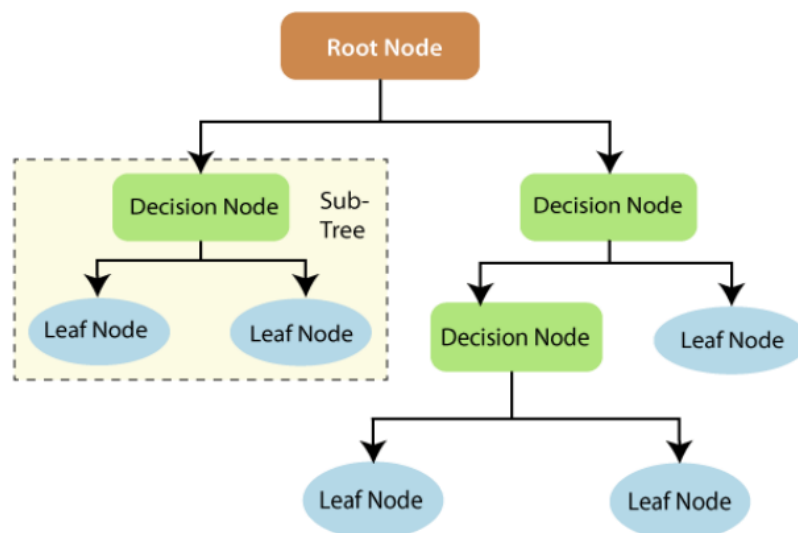 Root Node
Decision Node
Sub-
Tree
Decision Node
Leaf Node
Leaf Node
Decision Node
Leaf Node
Leaf Node
Leaf Node